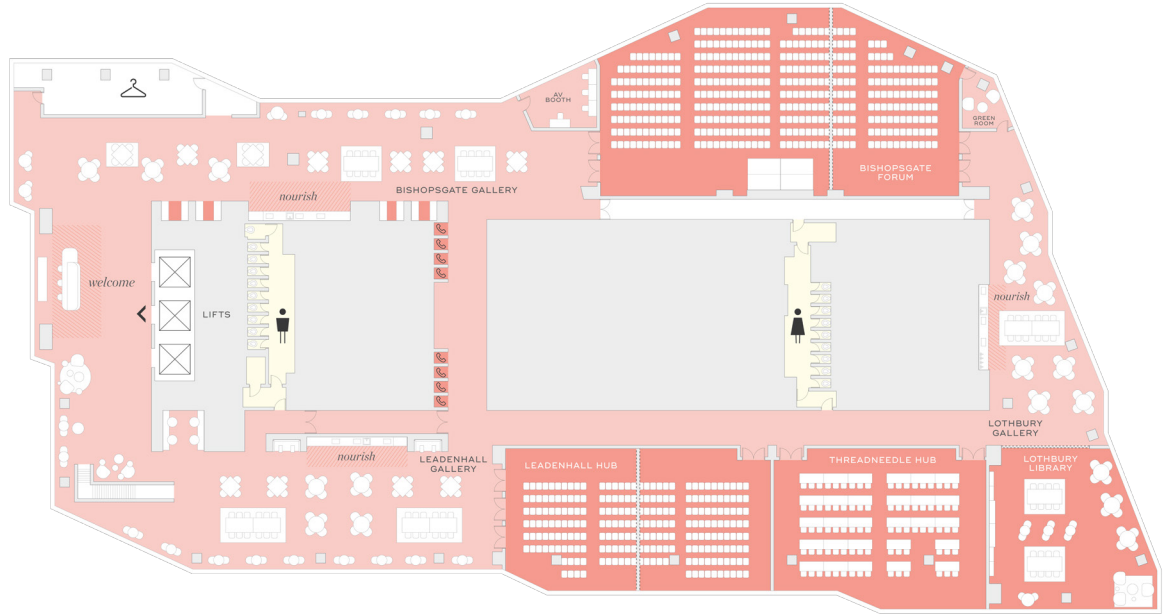 AV
BOOTH
GREEN
ROOM
BISHOPSGATE
FORUM
BISHOPSGATE GALLERY
nourish
welcome
LIFTS
nourish
LOTHBURY
GALLERY
LEADENHALL
GALLERY
nourish
LEADENHALL HUB
THREADNEEDLE HUB
LOTHBURY
LIBRARY